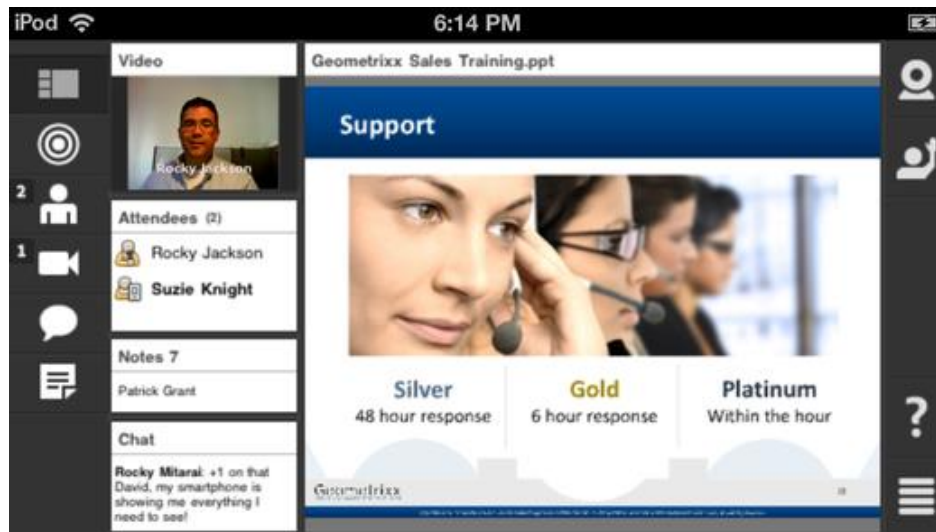 iPod
6:14 PM
2
1
Video
Rocky Jackson
Attendees (2)
Rocky Jackson
Suzie Knight
Notes 7
Patrick Grant
Chat
Rocky Mitarai: +1 on that
David, my smartphone is
showing me everything I
need to see!
Geometrixx Sales Training.ppt
Support
Silver
48 hour response
Gold
6 hour response
Platinum
Within the hour
Geometrixx
?